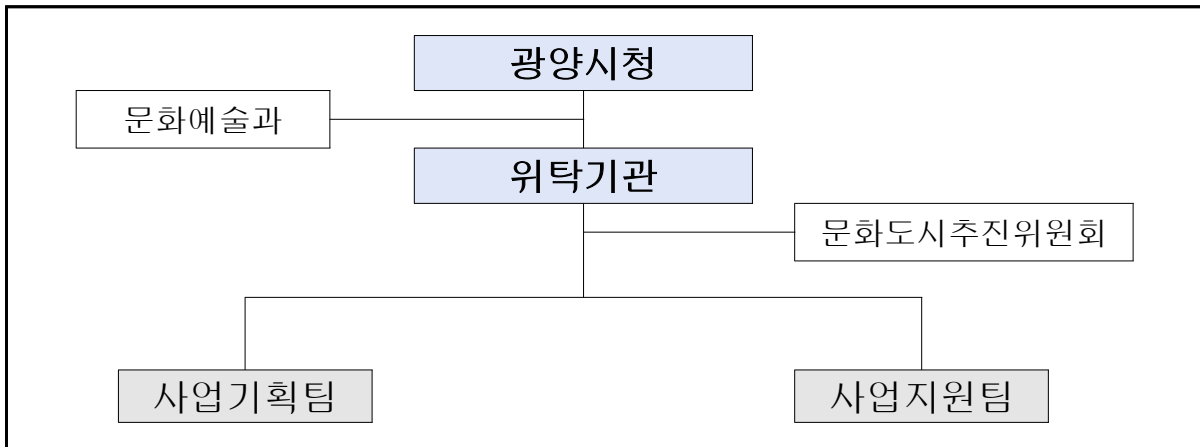 광양시청
문화예술과
위탁기관
문화도시추진위원회
사업기획팀
사업지원팀